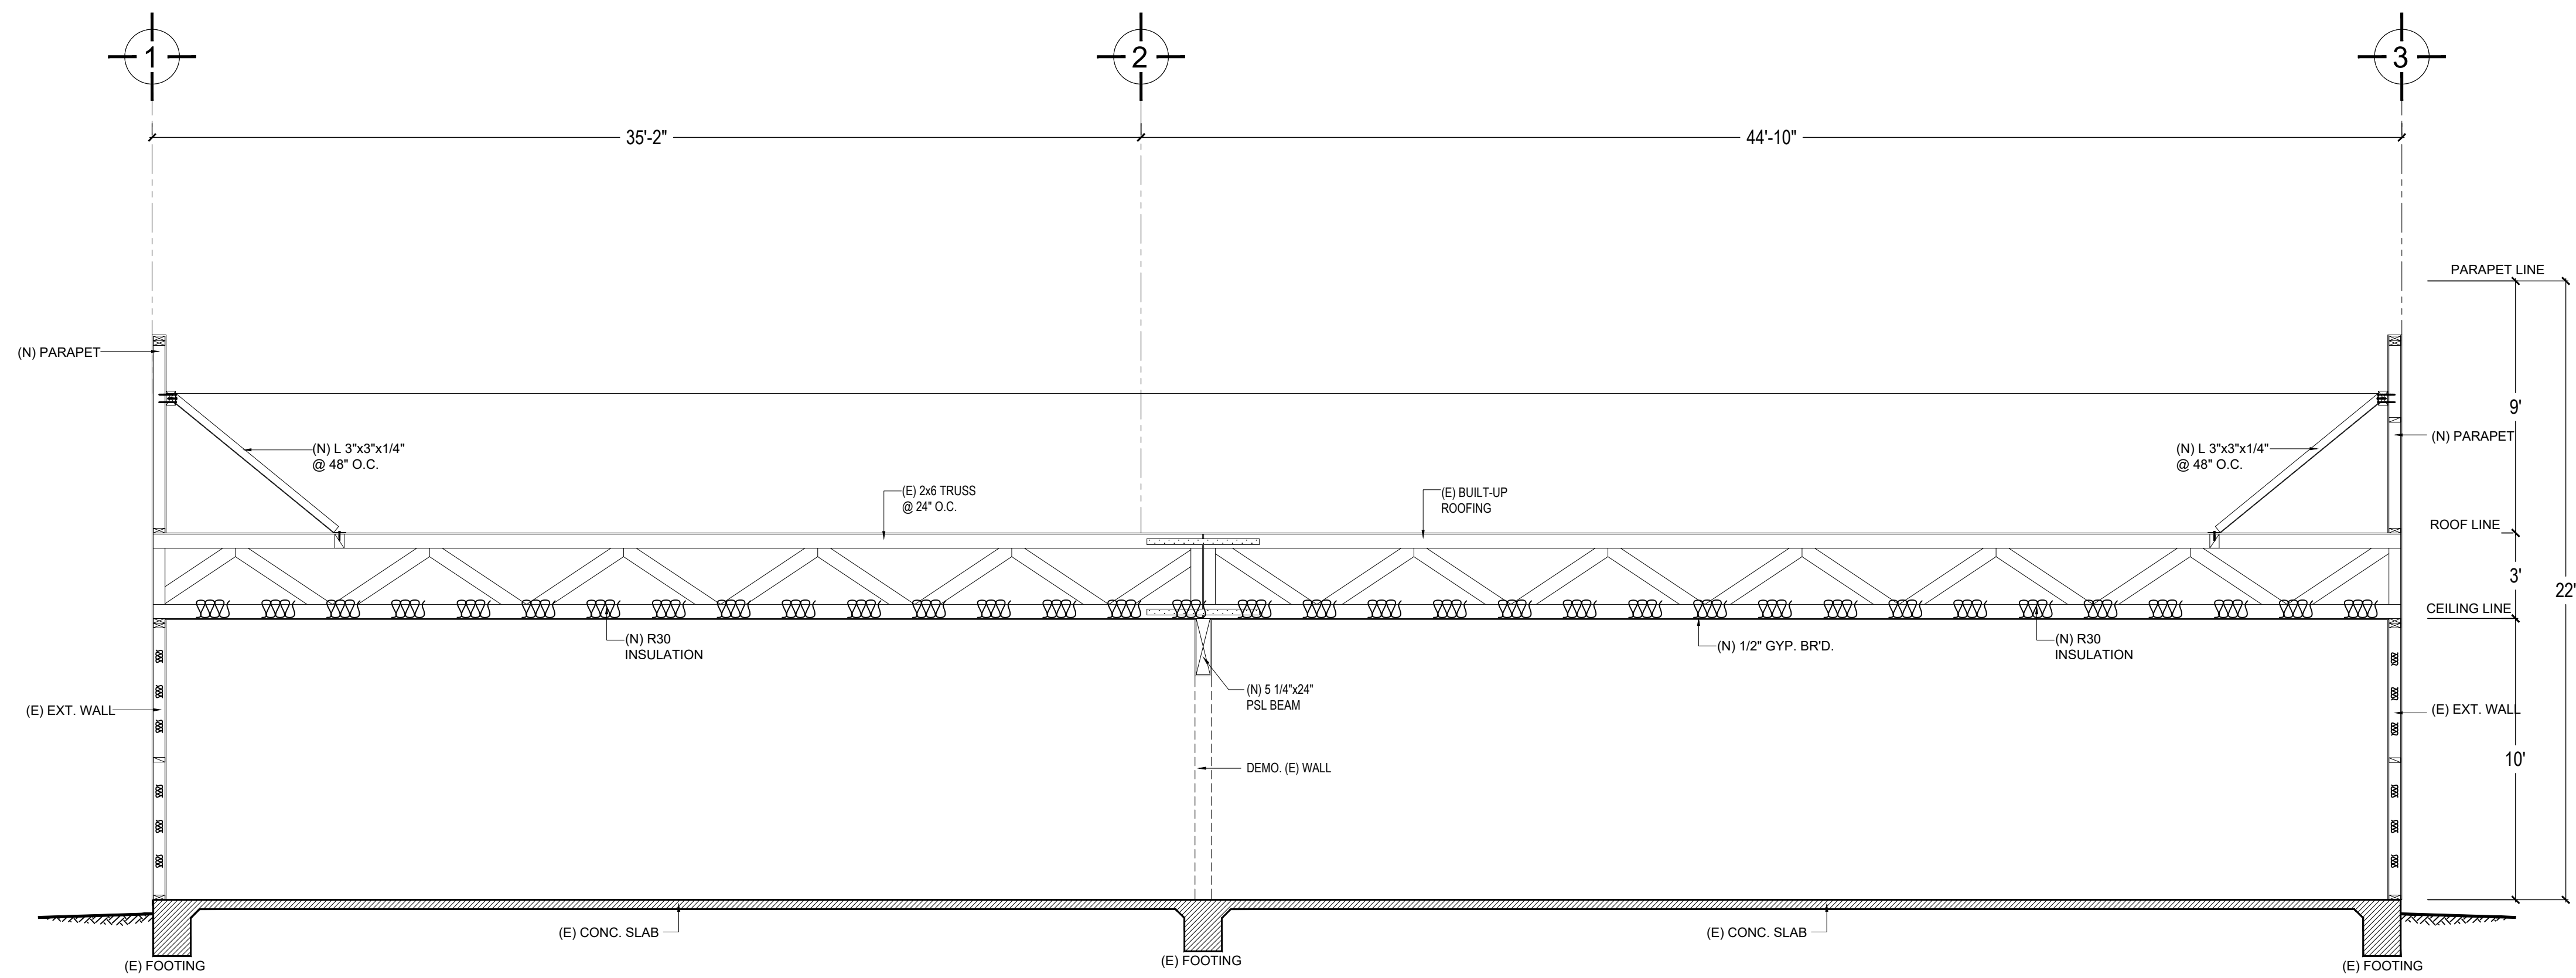 1
2
3
35'-2"
44'-10"
PARAPET LINE
(N) PARAPET
9'
(N) PARAPET
(N) L 3"x3"x1/4"
@ 48" O.C.
(N) L 3"x3"x1/4"
@ 48" O.C.
(E) 2x6 TRUSS
@ 24" O.C.
(E) BUILT-UP
ROOFING
ROOF LINE
3'
22'
CEILING LINE
(N) R30
INSULATION
(N) 1/2" GYP. BR'D.
(N) R30
INSULATION
(N) 5 1/4"x24"
PSL BEAM
(E) EXT. WALL
(E) EXT. WALL
10'
DEMO. (E) WALL
(E) CONC. SLAB
(E) CONC. SLAB
(E) FOOTING
(E) FOOTING
(E) FOOTING